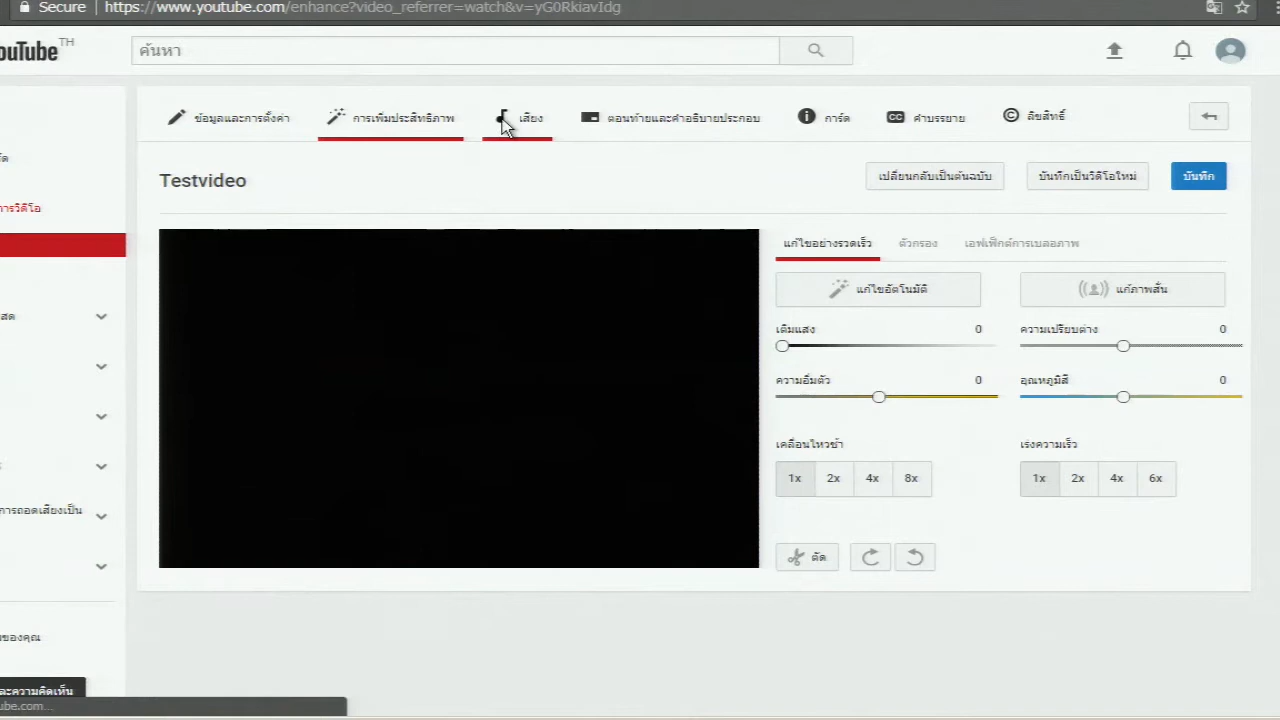 Secure https://www.youtube.com/enhance?video_referrer=watch&v=yG0RkiavIdg
ouTube TH
ค้นหา
ข้อมูลและการตั้งค่า การเพิ่มประสิทธิภาพ เสียง ตอนท้ายและคำอธิบายประกอบ การ์ด CC คำบรรยาย © ลิขสิทธิ์
Testvideo เปลี่ยนกลับเป็นต้นฉบับ บันทึกเป็นวิดีโอใหม่ บันทึก
การวิดีโอ
แก้ไขอย่างรวดเร็ว ตัวกรอง เอฟเฟ็กต์การเบลอภาพ
แก้ไขอัตโนมัติ แก้ภาพสั่น
เติมแสง 0 ความเปรียบต่าง 0
ความอิ่มตัว 0 อุณหภูมิสี 0
เคลื่อนไหวช้า เร่งความเร็ว
1x 2x 4x 8x 1x 2x 4x 6x
การถอดเสียงเป็น
ตัด
มของคุณ
ละความคิดเห็น
ube.com...